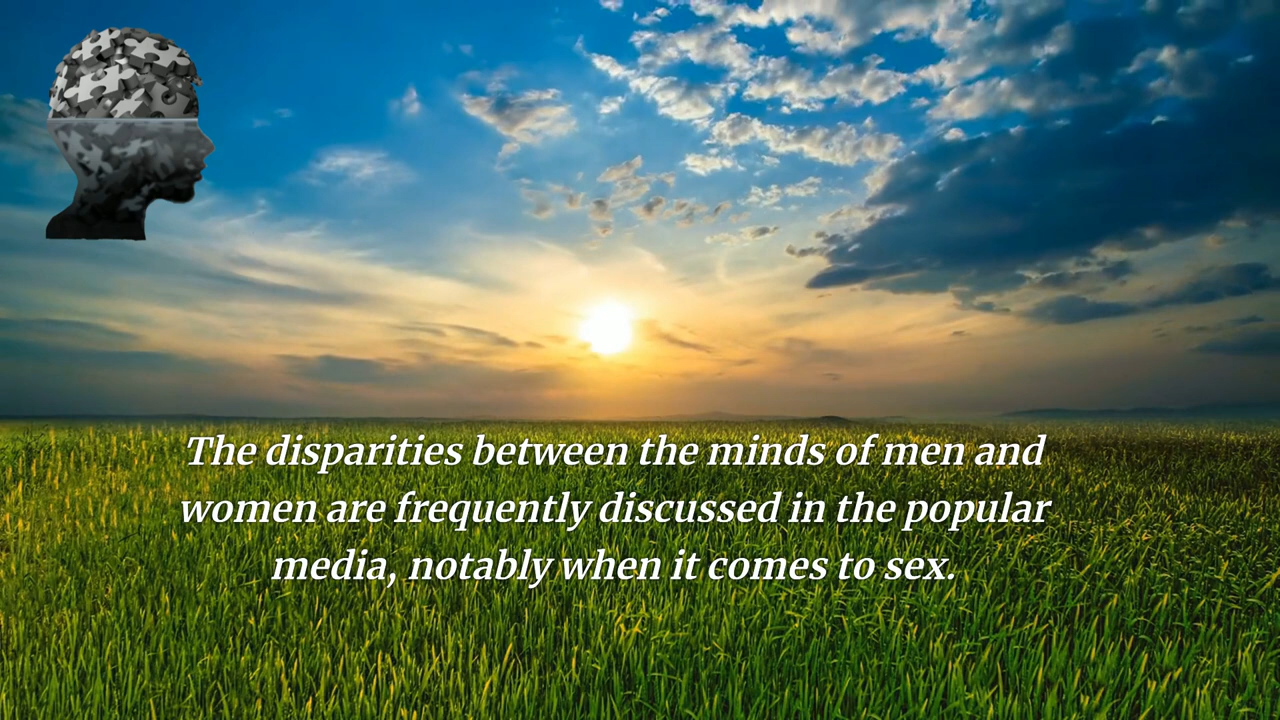 The disparities between the minds of men and
women are frequently discussed in the popular
media, notably when it comes to sex.